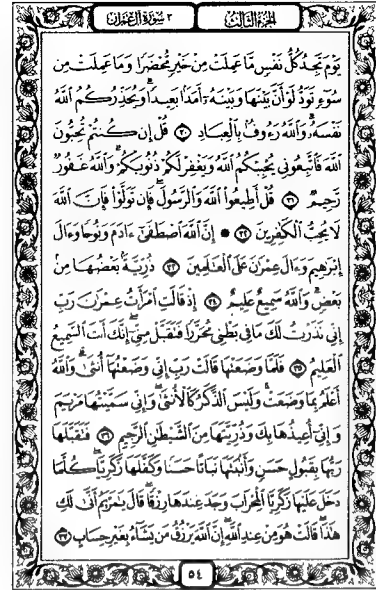 الجزء الثالث
٣ سورة آل عمران
يَوْمَ تَجِدُ كُلُّ نَفْسٍ مَّا عَمِلَتْ مِنْ خَيْرٍ مُّحْضَرًا وَمَا عَمِلَتْ مِن
سُوٓءٍ تَوَدُّ لَوْ أَنَّ بَيْنَهَا وَبَيْنَهُۥٓ أَمَدًۢا بَعِيدًا ۗ وَيُحَذِّرُكُمُ ٱللَّهُ
نَفْسَهُۥ ۗ وَٱللَّهُ رَءُوفٌۢ بِٱلْعِبَادِ ٣٠ قُلْ إِن كُنتُمْ تُحِبُّونَ
ٱللَّهَ فَٱتَّبِعُونِى يُحْبِبْكُمُ ٱللَّهُ وَيَغْفِرْ لَكُمْ ذُنُوبَكُمْ ۗ وَٱللَّهُ غَفُورٌ
رَّحِيمٌ ٣١ قُلْ أَطِيعُوا۟ ٱللَّهَ وَٱلرَّسُولَ ۖ فَإِن تَوَلَّوْا۟ فَإِنَّ ٱللَّهَ
لَا يُحِبُّ ٱلْكَٰفِرِينَ ٣٢ ۞ إِنَّ ٱللَّهَ ٱصْطَفَىٰٓ ءَادَمَ وَنُوحًا وَءَالَ
إِبْرَٰهِيمَ وَءَالَ عِمْرَٰنَ عَلَى ٱلْعَٰلَمِينَ ٣٣ ذُرِّيَّةًۢ بَعْضُهَا مِنۢ
بَعْضٍ ۗ وَٱللَّهُ سَمِيعٌ عَلِيمٌ ٣٤ إِذْ قَالَتِ ٱمْرَأَتُ عِمْرَٰنَ رَبِّ
إِنِّى نَذَرْتُ لَكَ مَا فِى بَطْنِى مُحَرَّرًا فَتَقَبَّلْ مِنِّىٓ ۖ إِنَّكَ أَنتَ ٱلسَّمِيعُ
ٱلْعَلِيمُ ٣٥ فَلَمَّا وَضَعَتْهَا قَالَتْ رَبِّ إِنِّى وَضَعْتُهَآ أُنثَىٰ وَٱللَّهُ
أَعْلَمُ بِمَا وَضَعَتْ وَلَيْسَ ٱلذَّكَرُ كَٱلْأُنثَىٰ ۖ وَإِنِّى سَمَّيْتُهَا مَرْيَمَ
وَإِنِّىٓ أُعِيذُهَا بِكَ وَذُرِّيَّتَهَا مِنَ ٱلشَّيْطَٰنِ ٱلرَّجِيمِ ٣٦ فَتَقَبَّلَهَا
رَبُّهَا بِقَبُولٍ حَسَنٍ وَأَنۢبَتَهَا نَبَاتًا حَسَنًا وَكَفَّلَهَا زَكَرِيَّا ۖ كُلَّمَا
دَخَلَ عَلَيْهَا زَكَرِيَّا ٱلْمِحْرَابَ وَجَدَ عِندَهَا رِزْقًا ۖ قَالَ يَٰمَرْيَمُ أَنَّىٰ لَكِ
هَٰذَا ۖ قَالَتْ هُوَ مِنْ عِندِ ٱللَّهِ ۖ إِنَّ ٱللَّهَ يَرْزُقُ مَن يَشَآءُ بِغَيْرِ حِسَابٍ ٣٧
٥٤